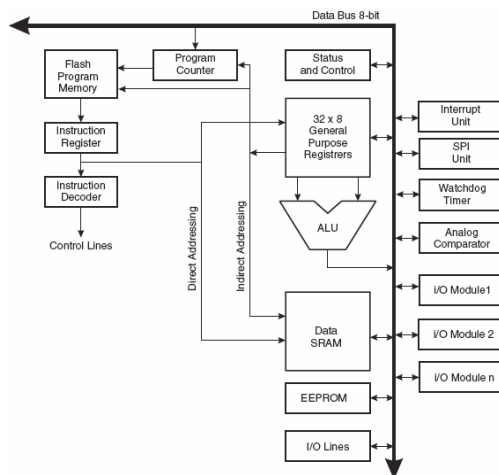 Data Bus 8-bit
Flash
Program
Memory
Program
Counter
Status
and Control
Instruction
Register
32 x 8
General
Purpose
Registrers
Interrupt
Unit
SPI
Unit
Instruction
Decoder
Watchdog
Timer
ALU
Analog
Comparator
Control Lines
Direct Addressing
Indirect Addressing
i/O Module1
Data
SRAM
i/O Module 2
i/O Module n
EEPROM
I/O Lines